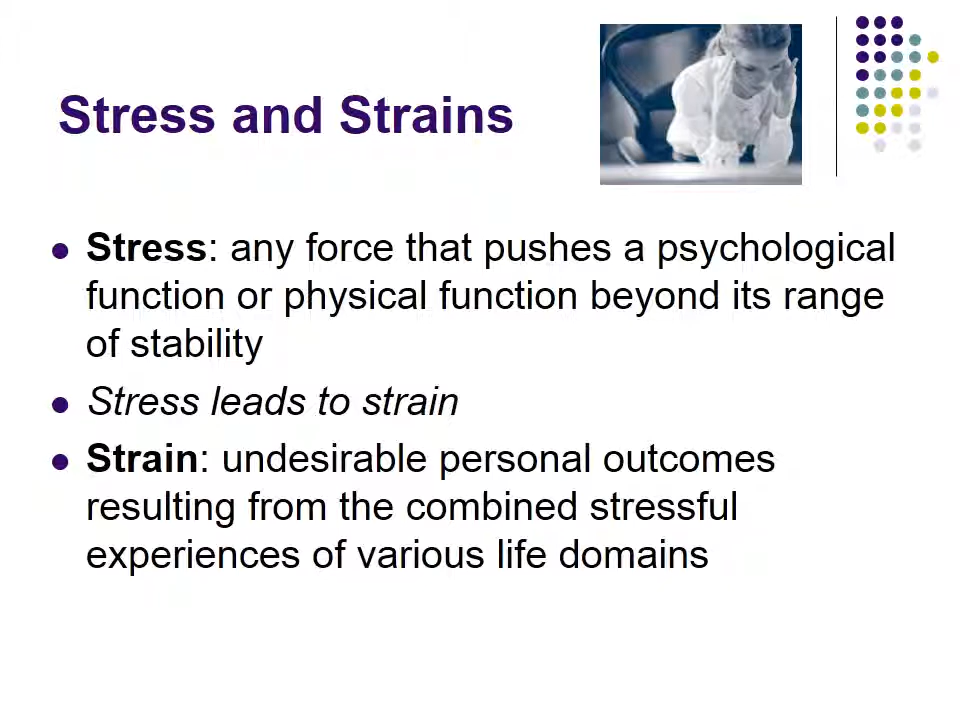 Stress and Strains
Stress: any force that pushes a psychological
function or physical function beyond its range
of stability
Stress leads to strain
Strain: undesirable personal outcomes
resulting from the combined stressful
experiences of various life domains